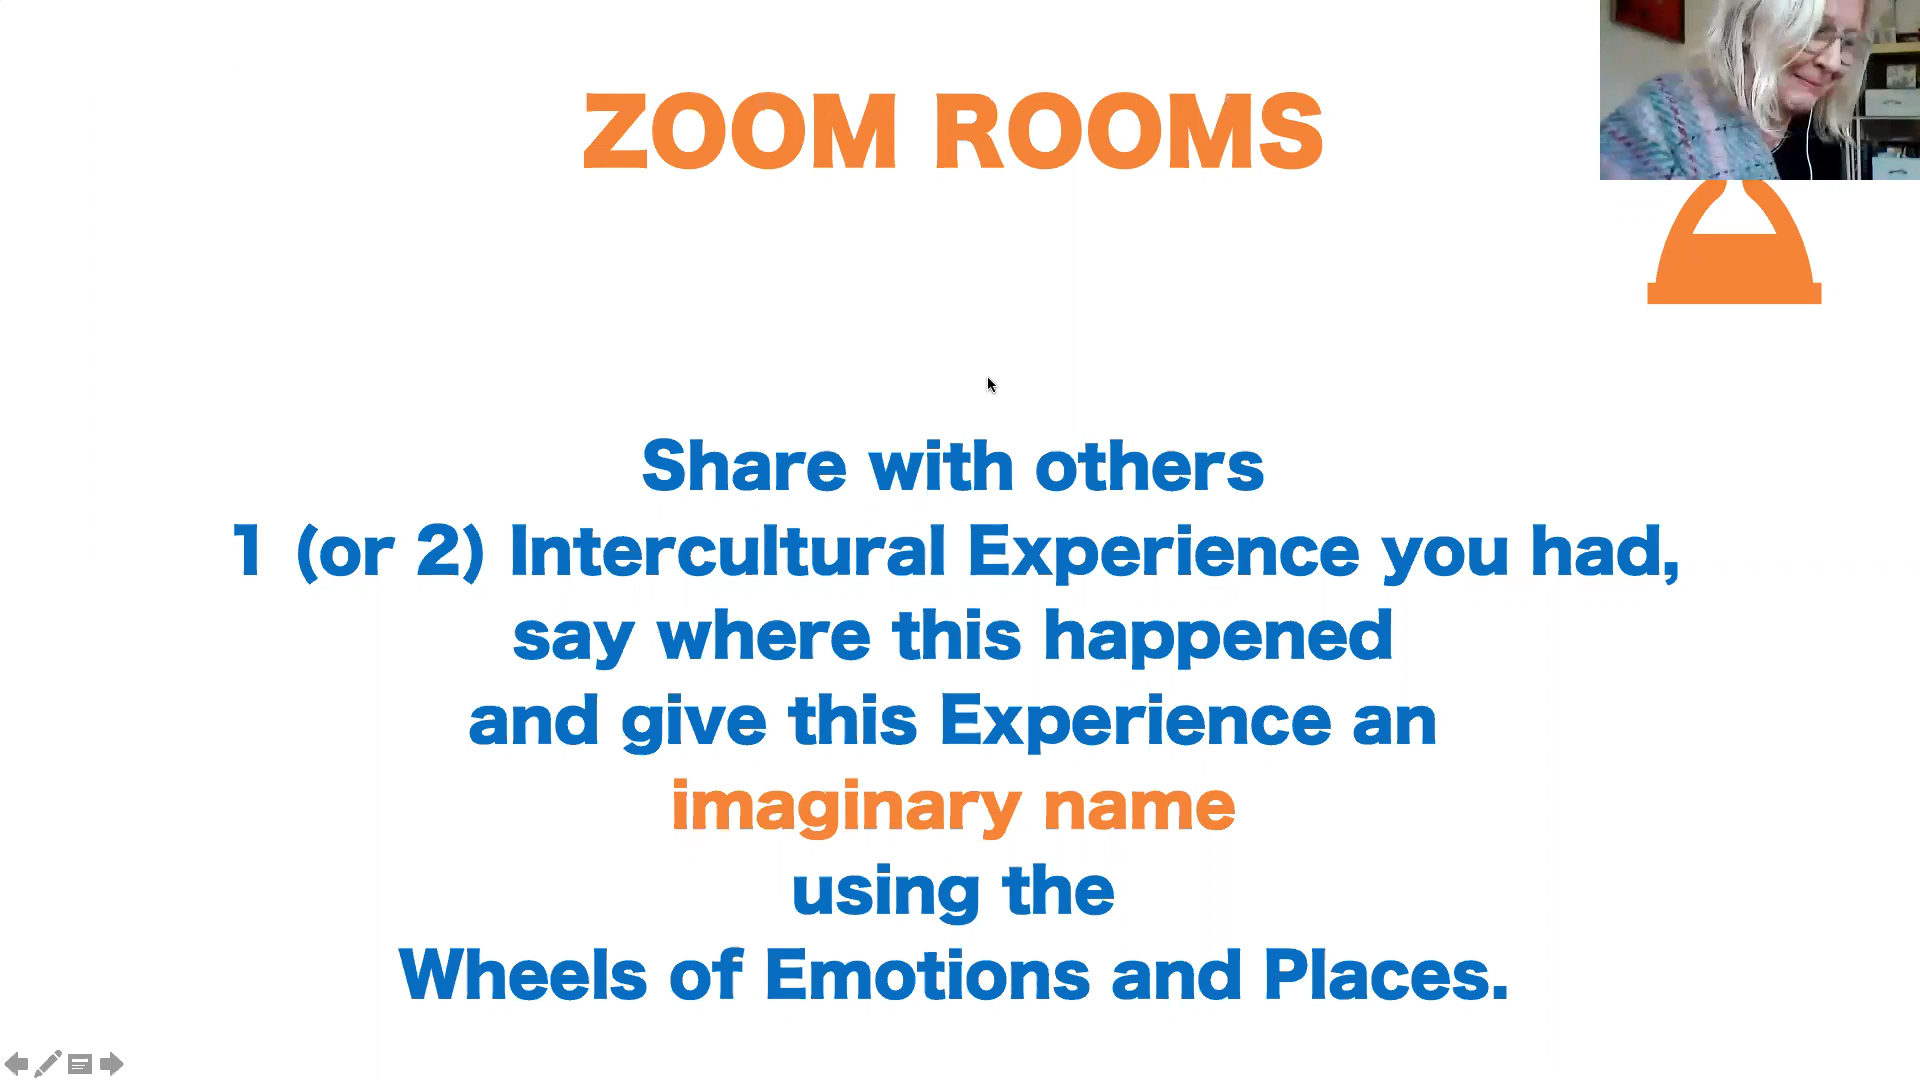 ZOOM ROOMS
Share with others
1 (or 2) Intercultural Experience you had,
say where this happened
and give this Experience an
imaginary name
using the
Wheels of Emotions and Places.